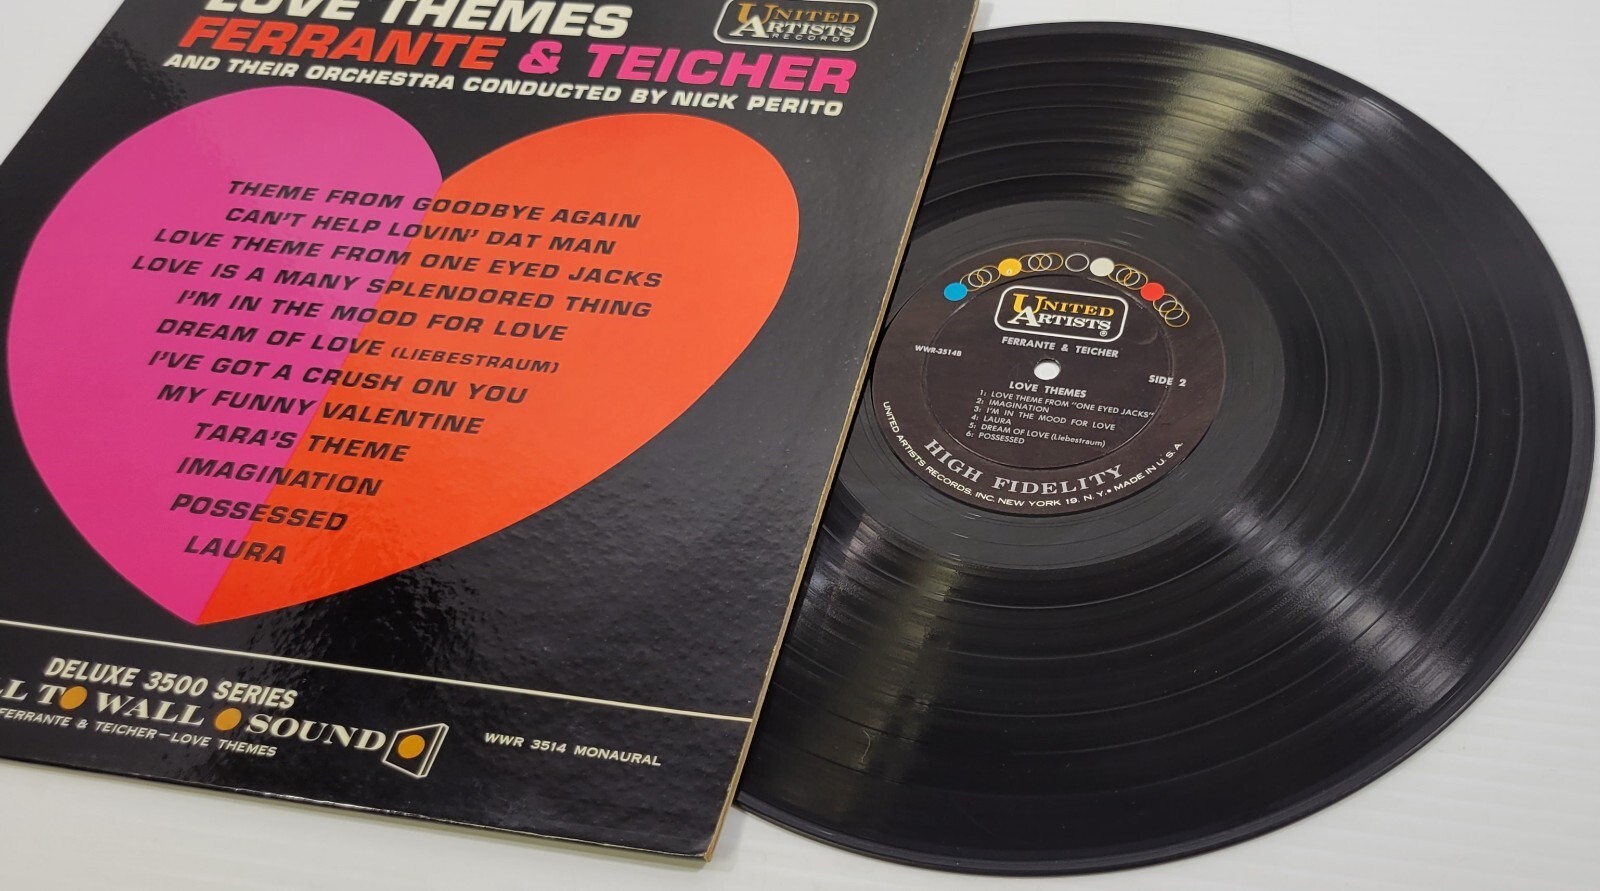 LOVE THEMES
UNITED
ARTISTS
RECORDS
FERRANTE & TEICHER
AND THEIR ORCHESTRA CONDUCTED BY NICK PERITO
THEME FROM GOODBYE AGAIN
CAN'T HELP LOVIN' DAT MAN
LOVE THEME FROM ONE EYED JACKS
LOVE IS A MANY SPLENDORED THING
I'M IN THE MOOD FOR LOVE
DREAM OF LOVE (LIEBESTRAUM)
I'VE GOT A CRUSH ON YOU
MY FUNNY VALENTINE
TARA'S THEME
IMAGINATION
POSSESSED
LAURA
DELUXE 3500 SERIES
LL TO WALL SOUND
FERRANTE & TEICHER—LOVE THEMES
WWR 3514 MONAURAL
UNITED
ARTISTS®
FERRANTE & TEICHER
WWR-3514B
SIDE 2
LOVE THEMES
1: LOVE THEME FROM "ONE EYED JACKS"
2: IMAGINATION
3: I'M IN THE MOOD FOR LOVE
4: LAURA
5: DREAM OF LOVE (Liebestraum)
6: POSSESSED
HIGH FIDELITY
UNITED ARTISTS RECORDS, INC. NEW YORK 19, N.Y. • MADE IN U.S.A.